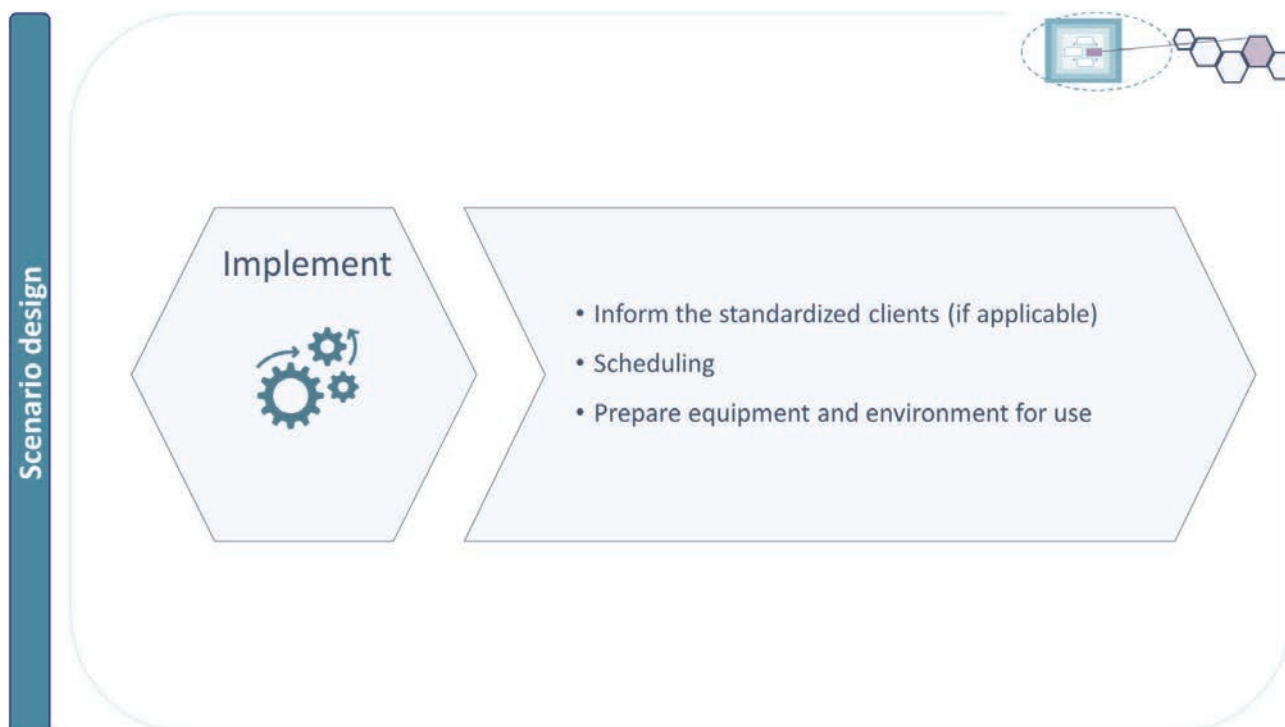 Scenario design
Implement
• Inform the standardized clients (if applicable)
• Scheduling
• Prepare equipment and environment for use